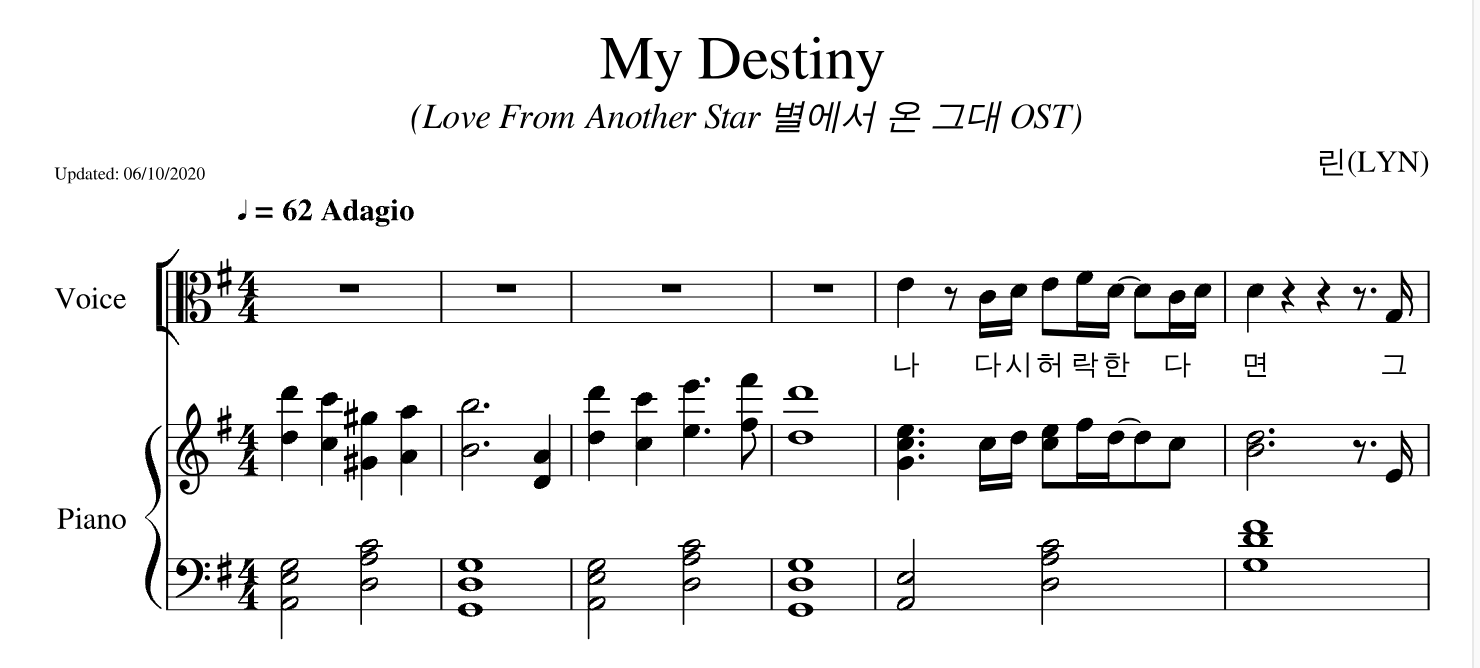 My Destiny
(Love From Another Star 별에서 온 그대 OST)
린(LYN)
Updated: 06/10/2020
♩ = 62 Adagio
Voice
나 다시허 락한 다 면 그
Piano